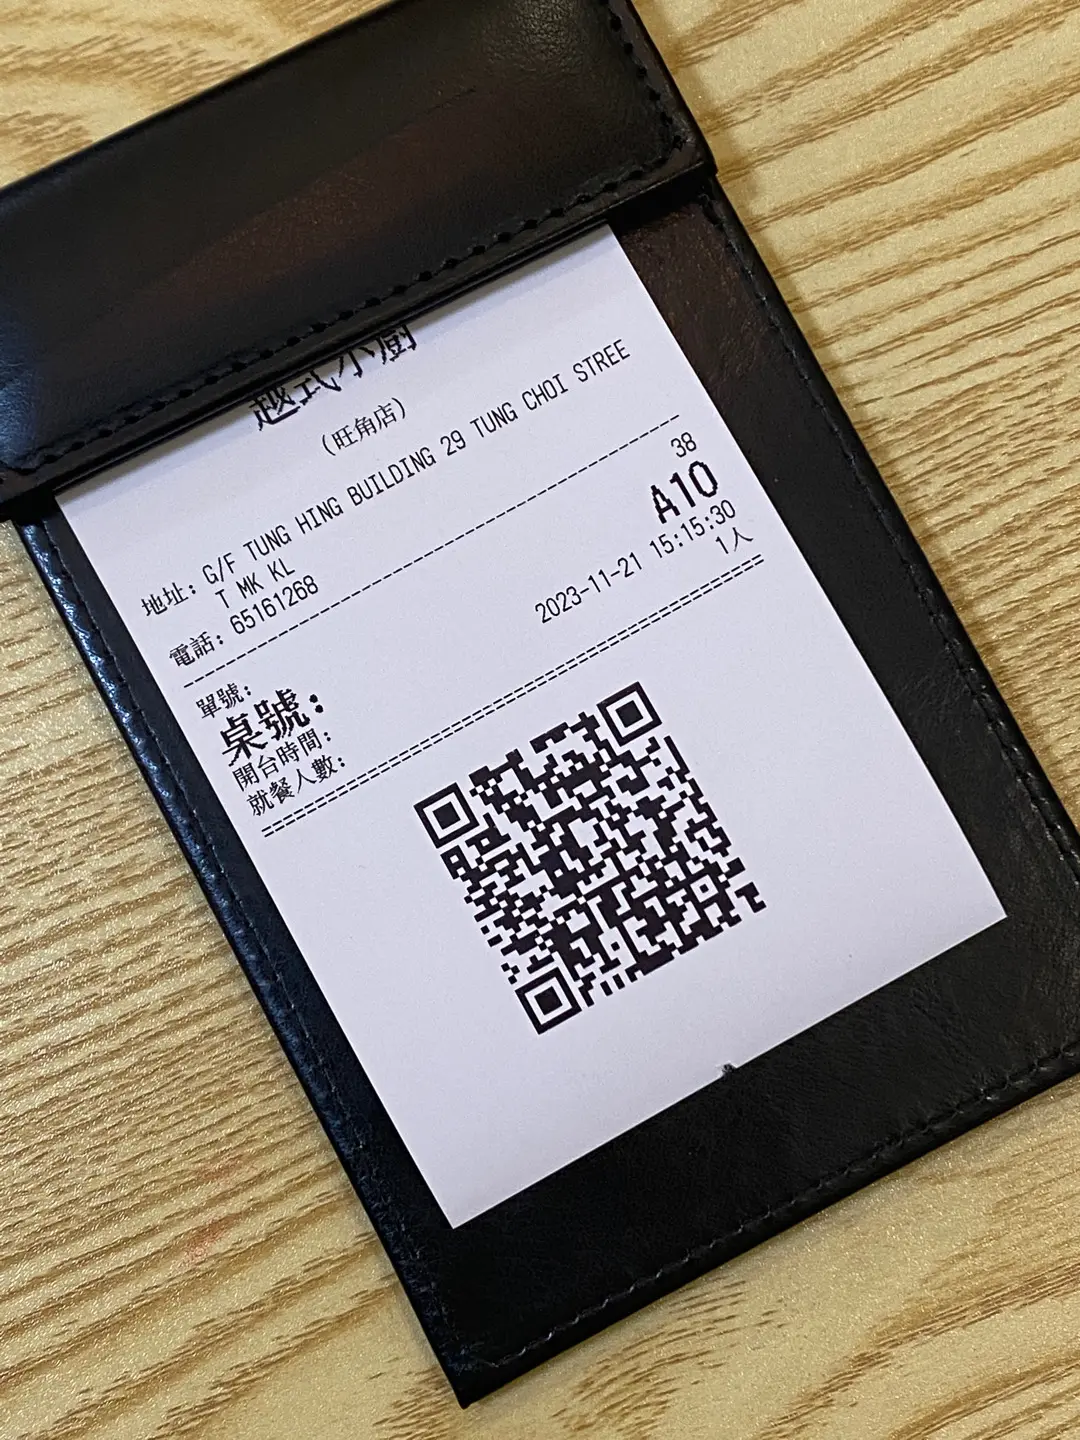 越式小廚
(旺角店)
地址: G/F TUNG HING BUILDING 29 TUNG CHOI STREE
T MK KL
電話: 65161268
單號: 38
桌號: A10
開台時間: 2023-11-21 15:15:30
就餐人數: 1人